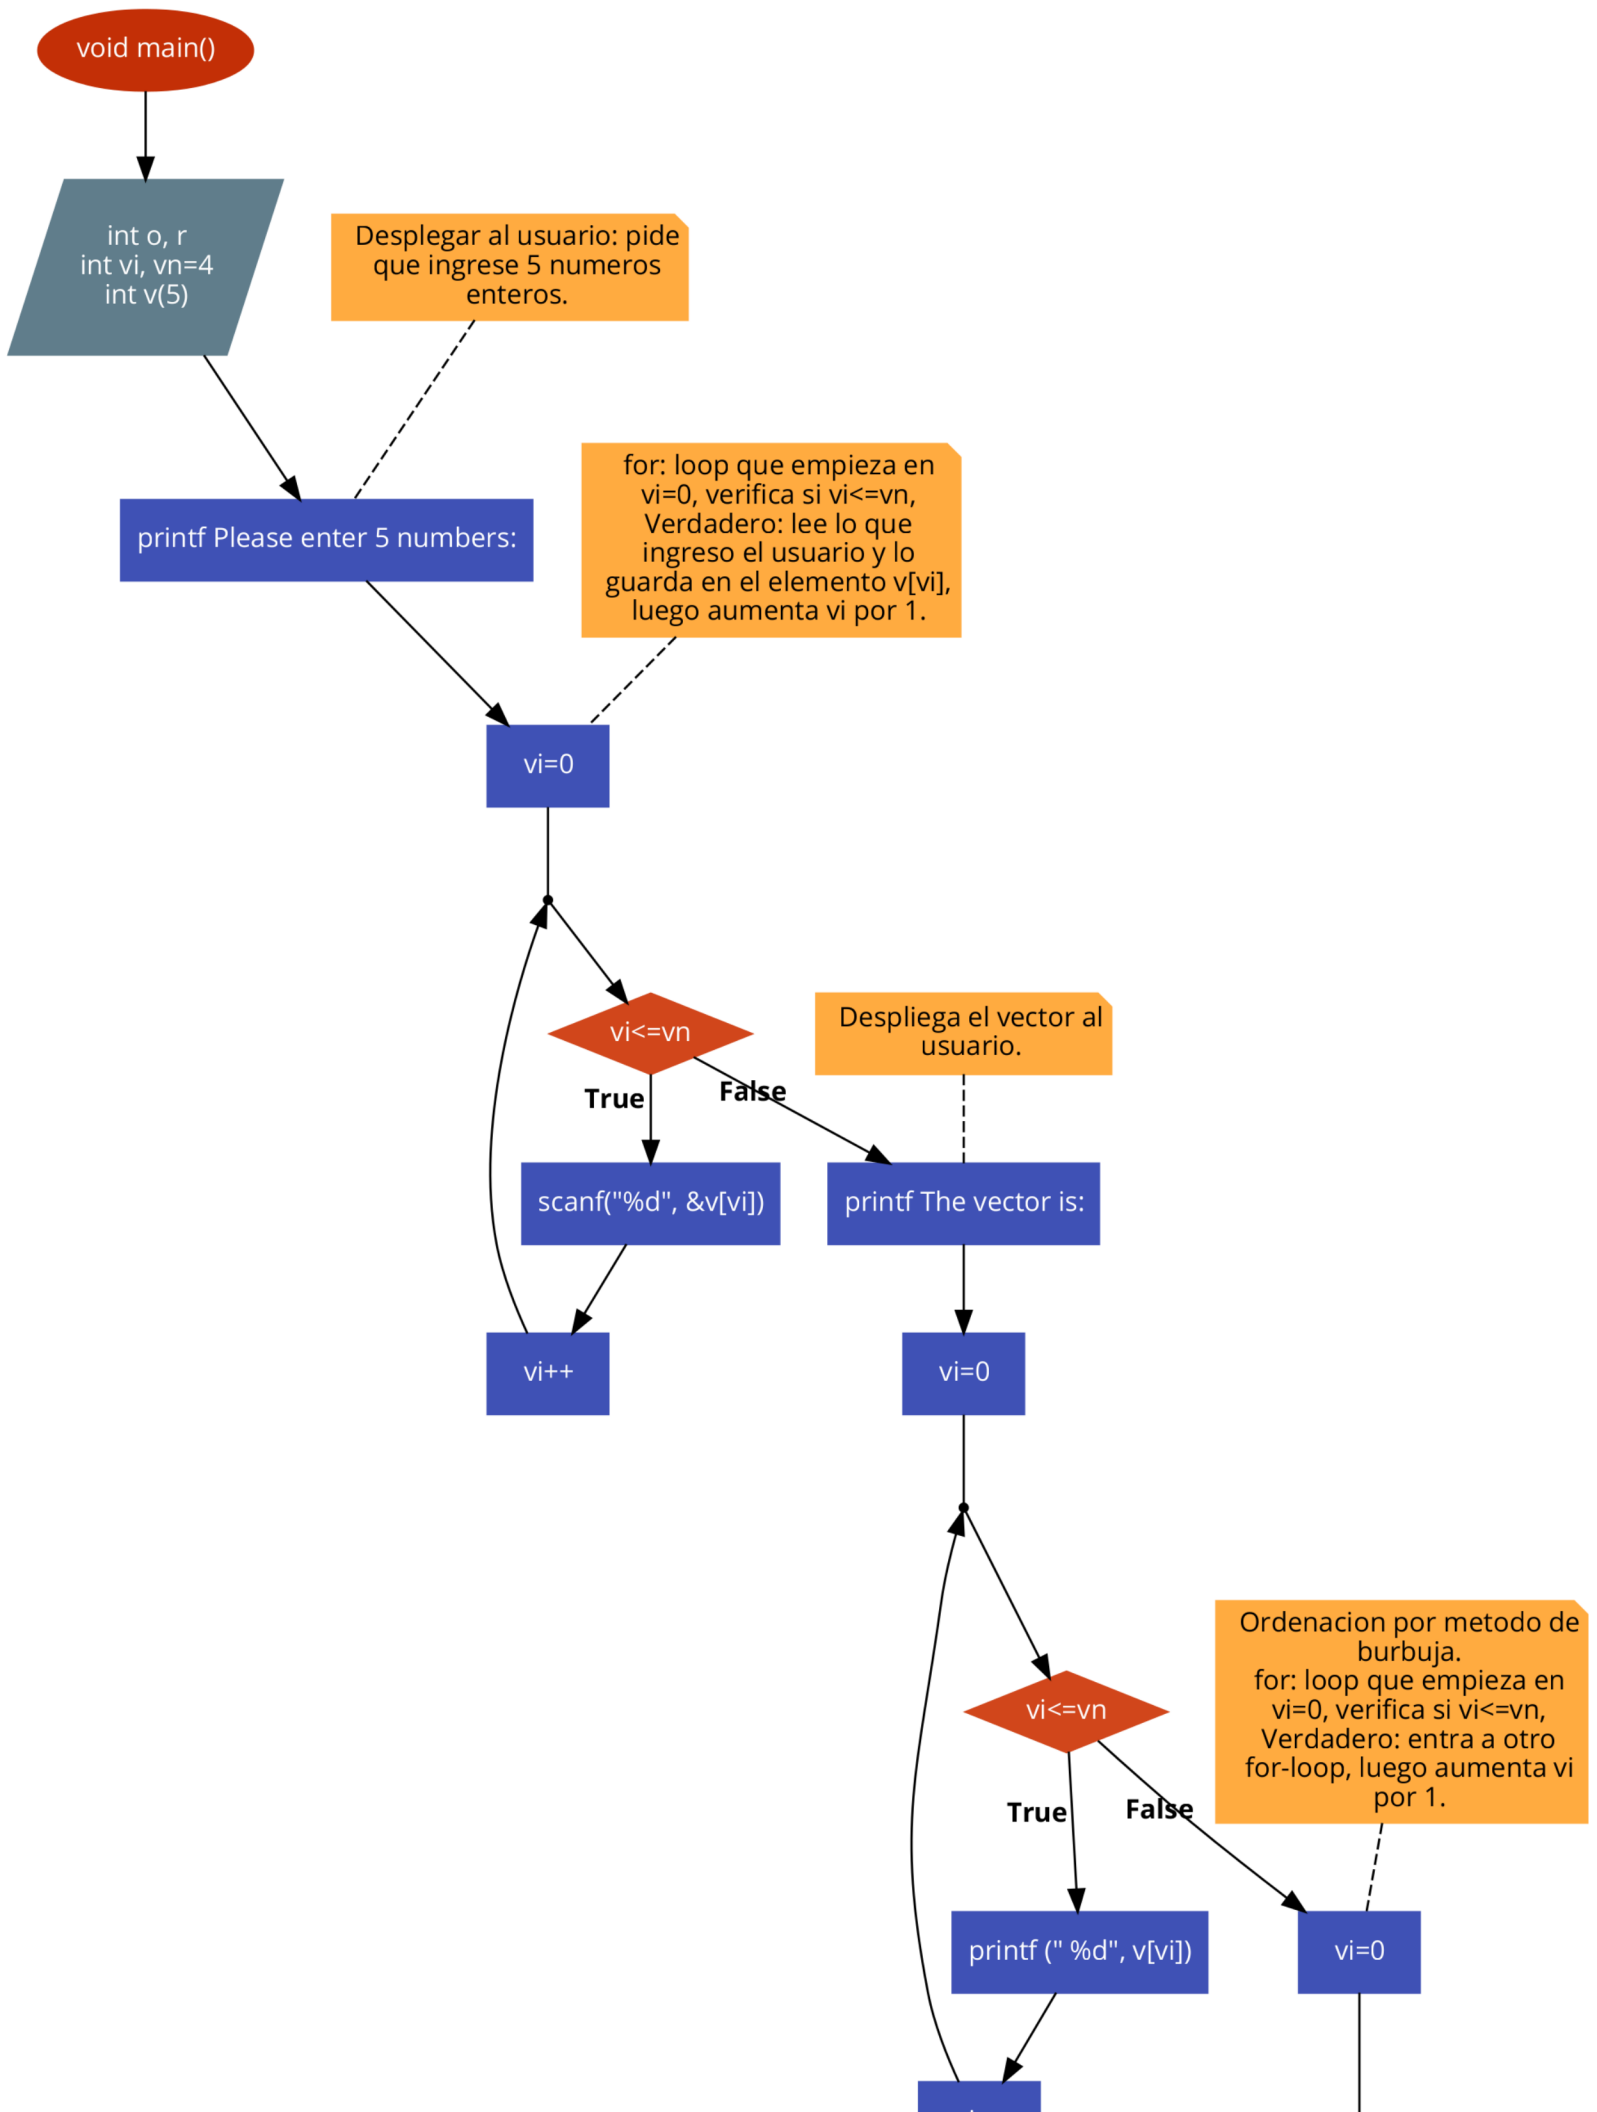 void main()
int o, r
int vi, vn=4
int v(5)
Desplegar al usuario: pide
que ingrese 5 numeros
enteros.
printf Please enter 5 numbers:
for: loop que empieza en
vi=0, verifica si vi<=vn,
Verdadero: lee lo que
ingreso el usuario y lo
guarda en el elemento v[vi],
luego aumenta vi por 1.
vi=0
vi<=vn
True
False
Despliega el vector al
usuario.
scanf("%d", &v[vi])
printf The vector is:
vi++
vi=0
vi<=vn
True
False
Ordenacion por metodo de
burbuja.
for: loop que empieza en
vi=0, verifica si vi<=vn,
Verdadero: entra a otro
for-loop, luego aumenta vi
por 1.
printf (" %d", v[vi])
vi=0